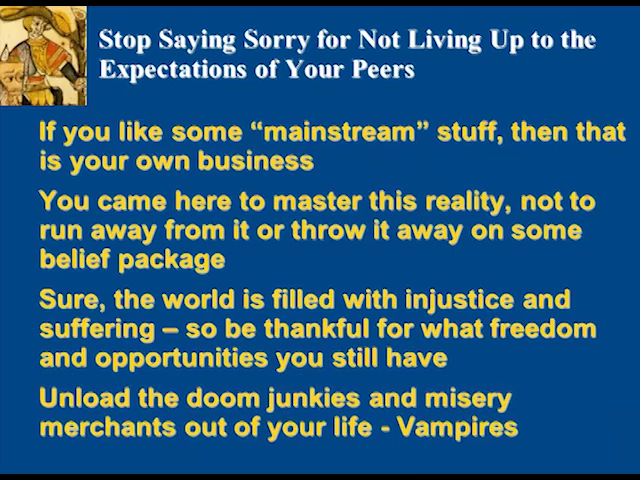 Stop Saying Sorry for Not Living Up to the
Expectations of Your Peers
If you like some “mainstream” stuff, then that
is your own business
You came here to master this reality, not to
run away from it or throw it away on some
belief package
Sure, the world is filled with injustice and
suffering – so be thankful for what freedom
and opportunities you still have
Unload the doom junkies and misery
merchants out of your life - Vampires